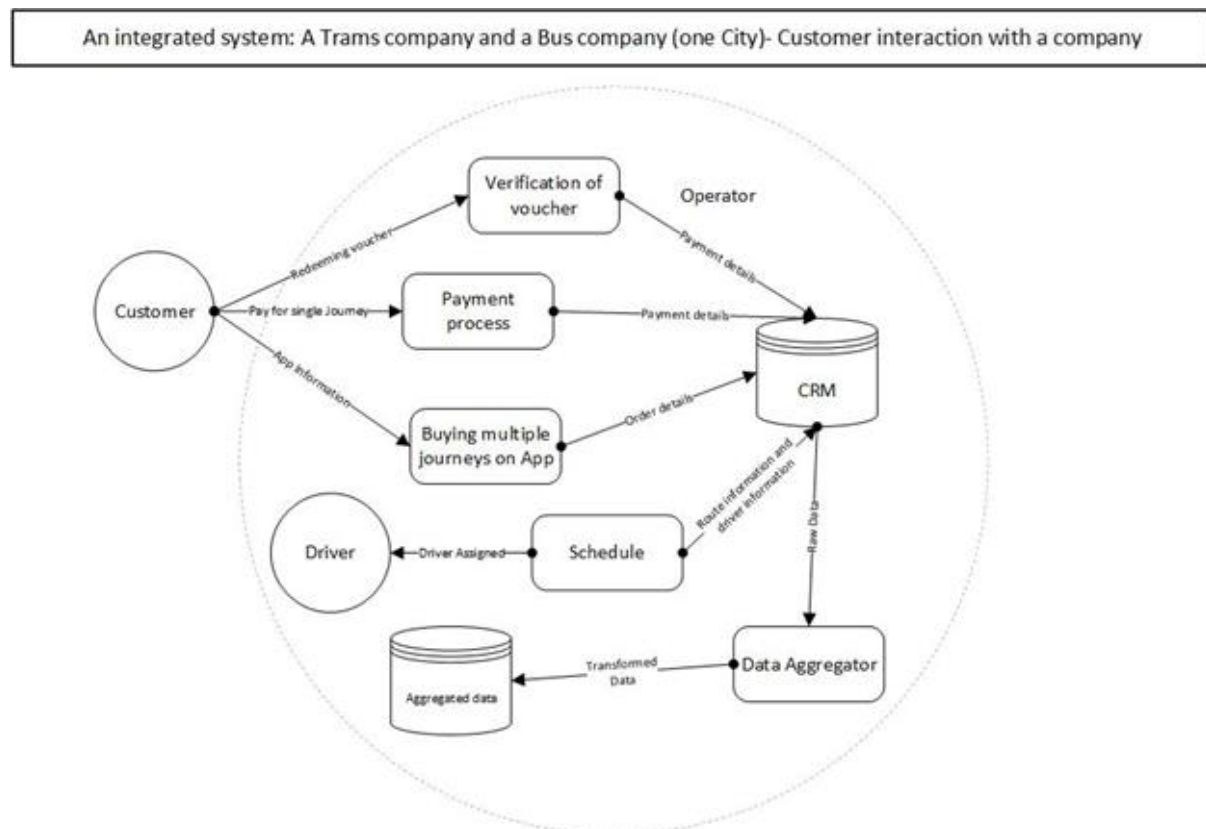 An integrated system: A Trams company and a Bus company (one City)- Customer interaction with a company
Verification of
voucher
Operator
Redeeming voucher
Payment details
Customer
Pay for single Journey
Payment
process
Payment details
App Information
CRM
Buying multiple
journeys on App
Order details
Route information and
driver information
Raw Data
Driver
Driver Assigned
Schedule
Aggregated data
Transformed
Data
Data Aggregator